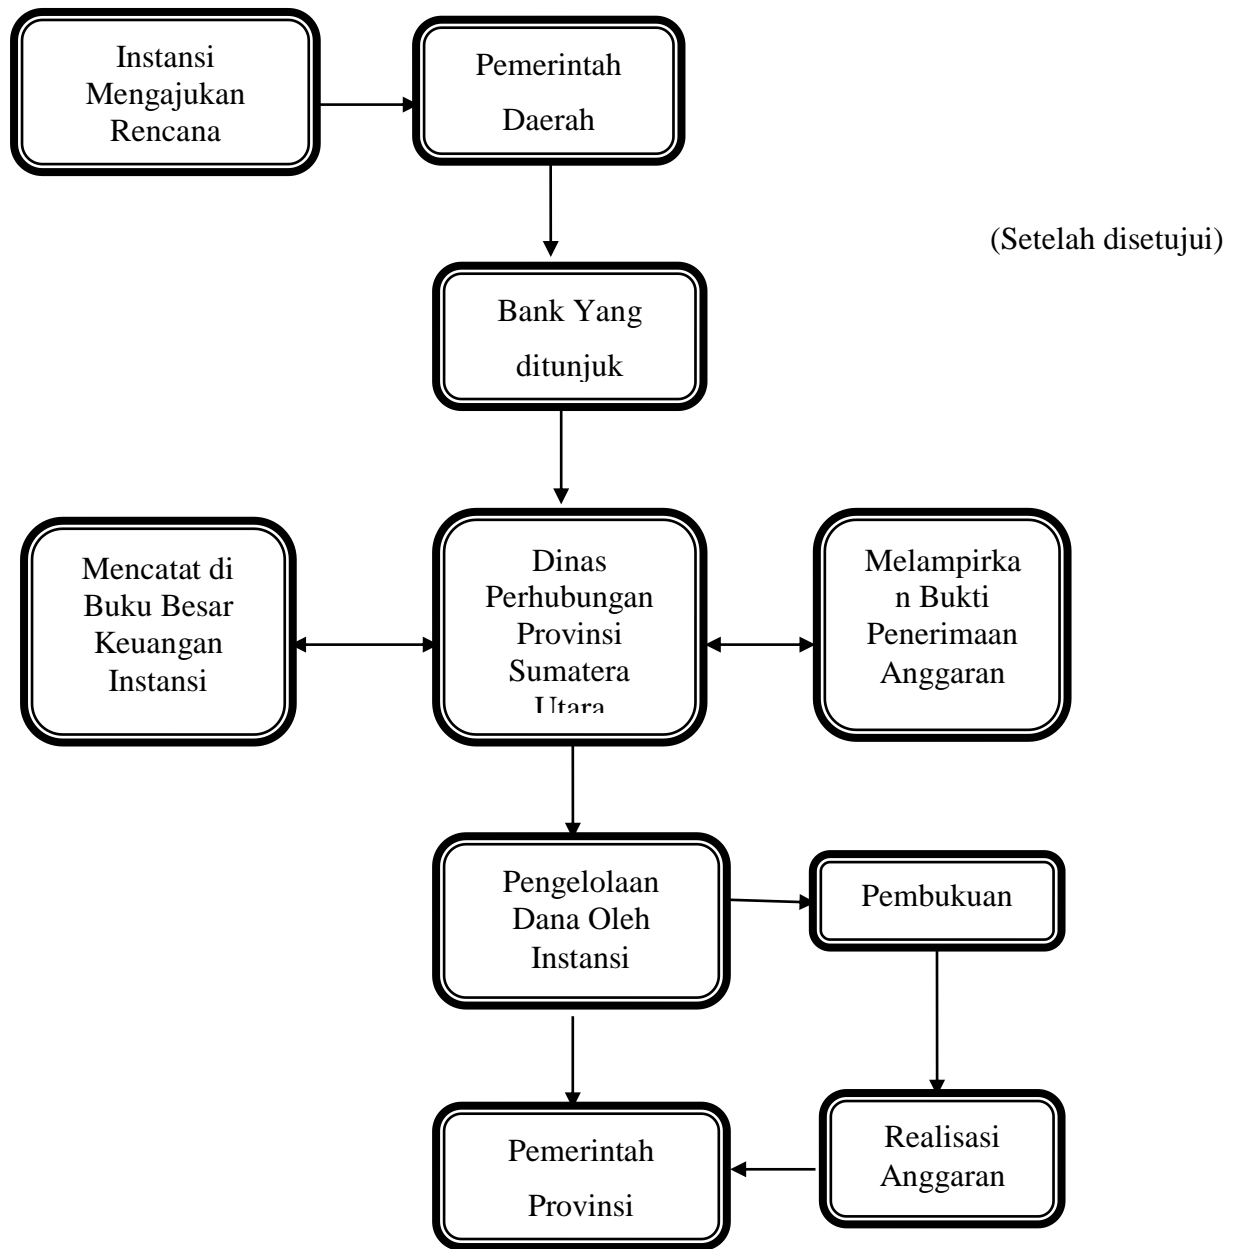 Instansi
Mengajukan
Rencana
Pemerintah
Daerah
(Setelah disetujui)
Bank Yang
ditunjuk
Mencatat di
Buku Besar
Keuangan
Instansi
Dinas
Perhubungan
Provinsi
Sumatera
Utara
Melampirka
n Bukti
Penerimaan
Anggaran
Pengelolaan
Dana Oleh
Instansi
Pembukuan
Pemerintah
Provinsi
Realisasi
Anggaran